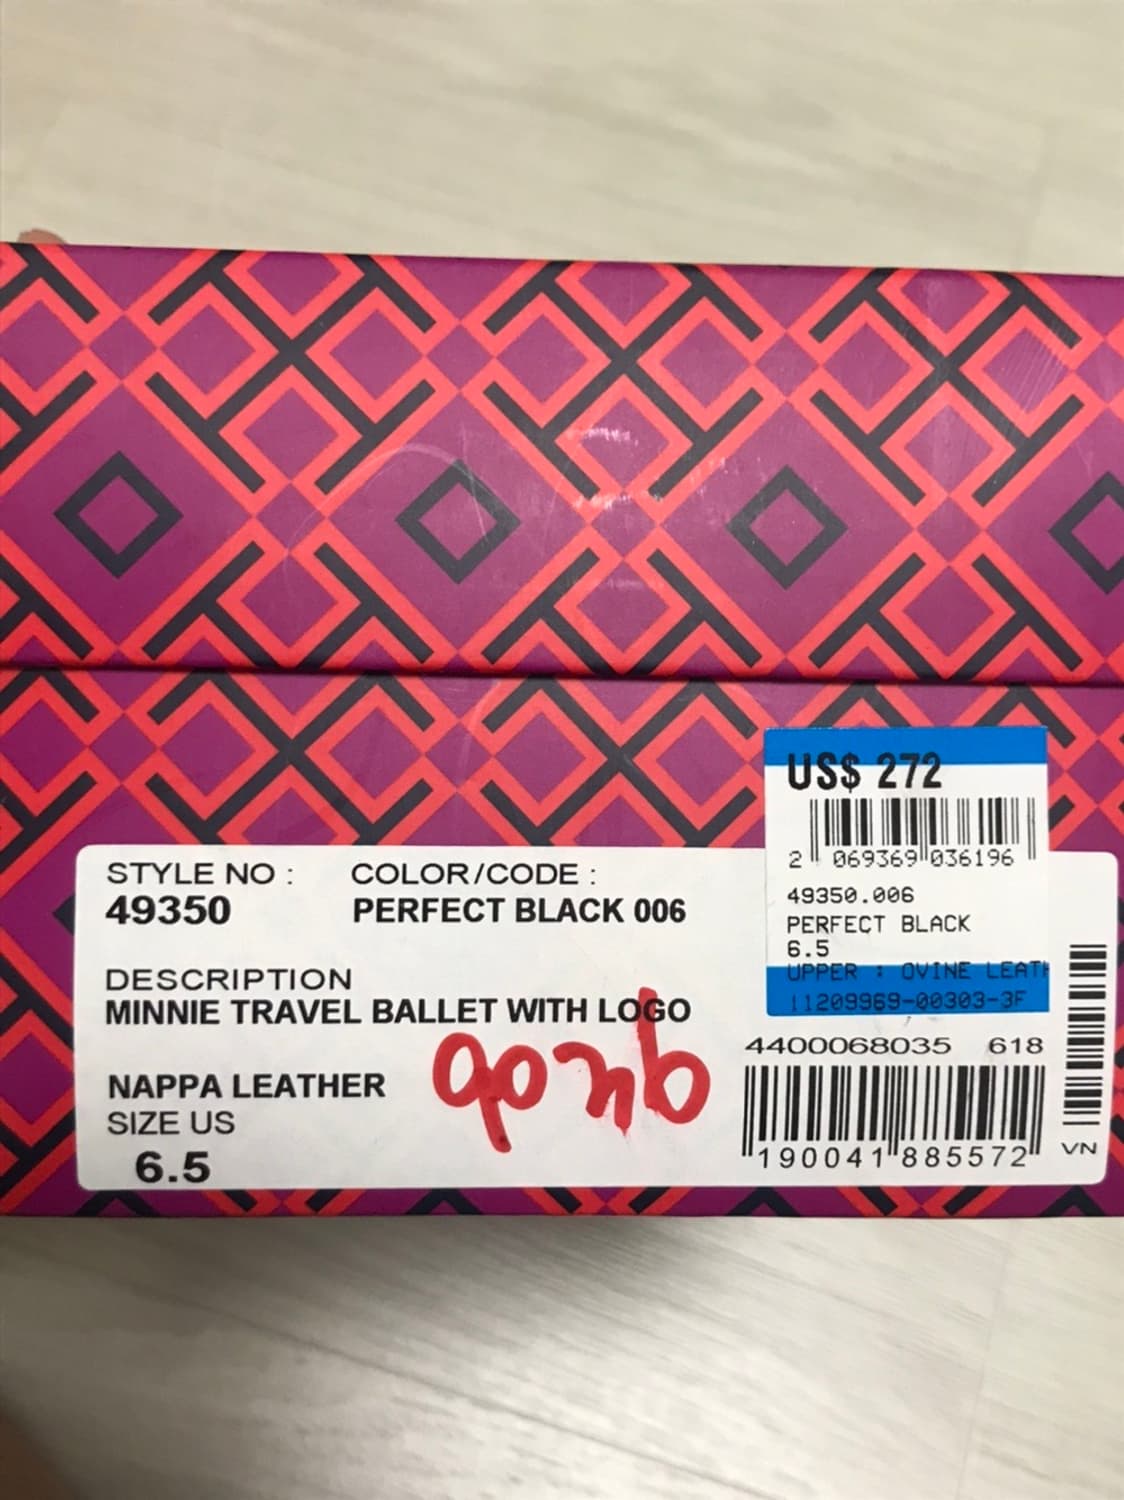 US$ 272
2 069369 036196
49350.006
PERFECT BLACK
6.5
UPPER : OVINE LEATH
11209969-00303-3F
STYLE NO :
49350
COLOR/CODE :
PERFECT BLACK 006
DESCRIPTION
MINNIE TRAVEL BALLET WITH LOGO
NAPPA LEATHER
SIZE US
6.5
4400068035 618
190041 885572
VN